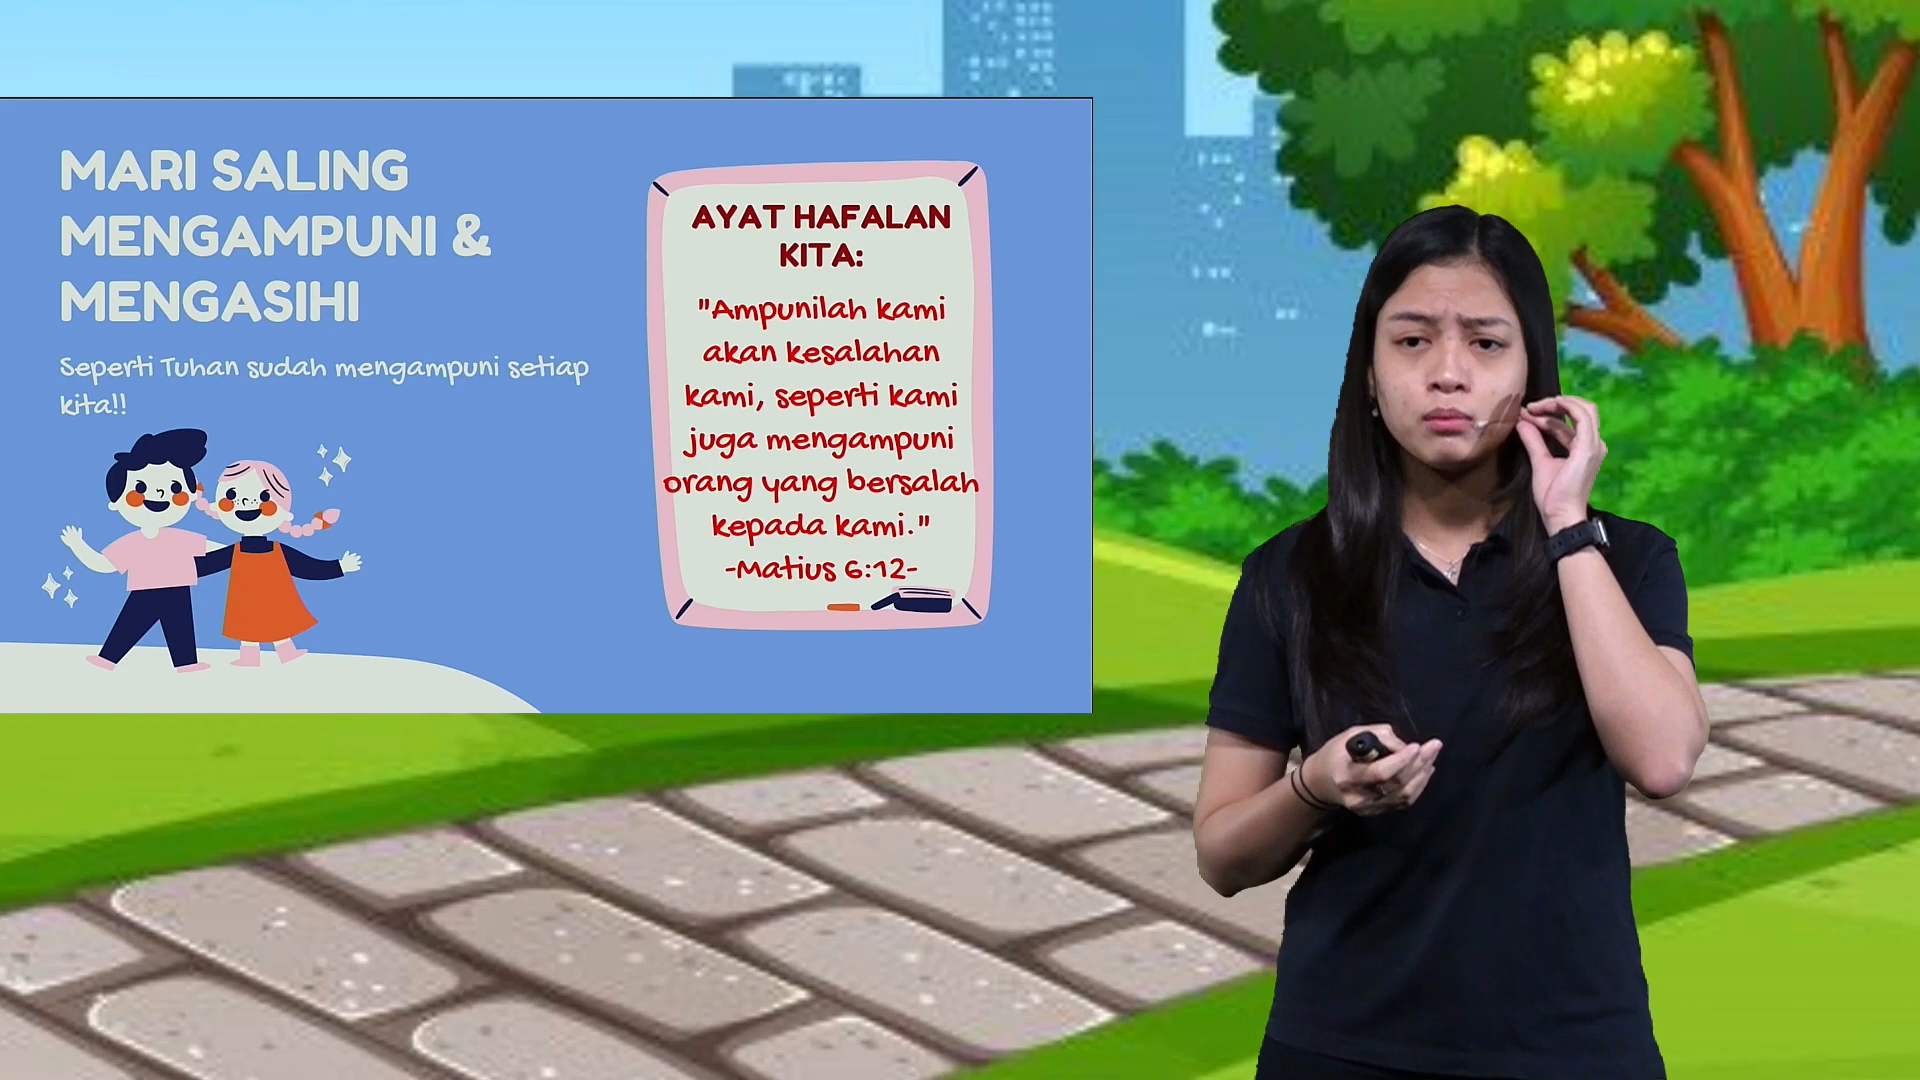 MARI SALING
MENGAMPUNI &
MENGASIHI
Seperti Tuhan sudah mengampuni setiap
kita!!
AYAT HAFALAN
KITA:
"Ampunilah kami
akan kesalahan
kami, seperti kami
juga mengampuni
orang yang bersalah
kepada kami."
-Matius 6:12-